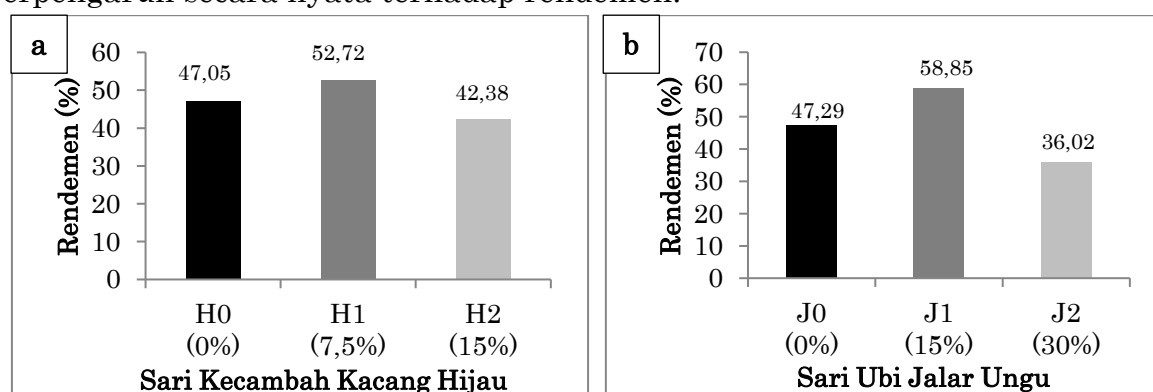 secara nyata terhadap rendemen.
a
Rendemen (%)
60
50
40
30
20
10
0
47,05
52,72
42,38
H0
(0%)
H1
(7,5%)
H2
(15%)
Sari Kecambah Kacang Hijau
b
Rendemen (%)
70
60
50
40
30
20
10
0
47,29
58,85
36,02
J0
(0%)
J1
(15%)
J2
(30%)
Sari Ubi Jalar Ungu